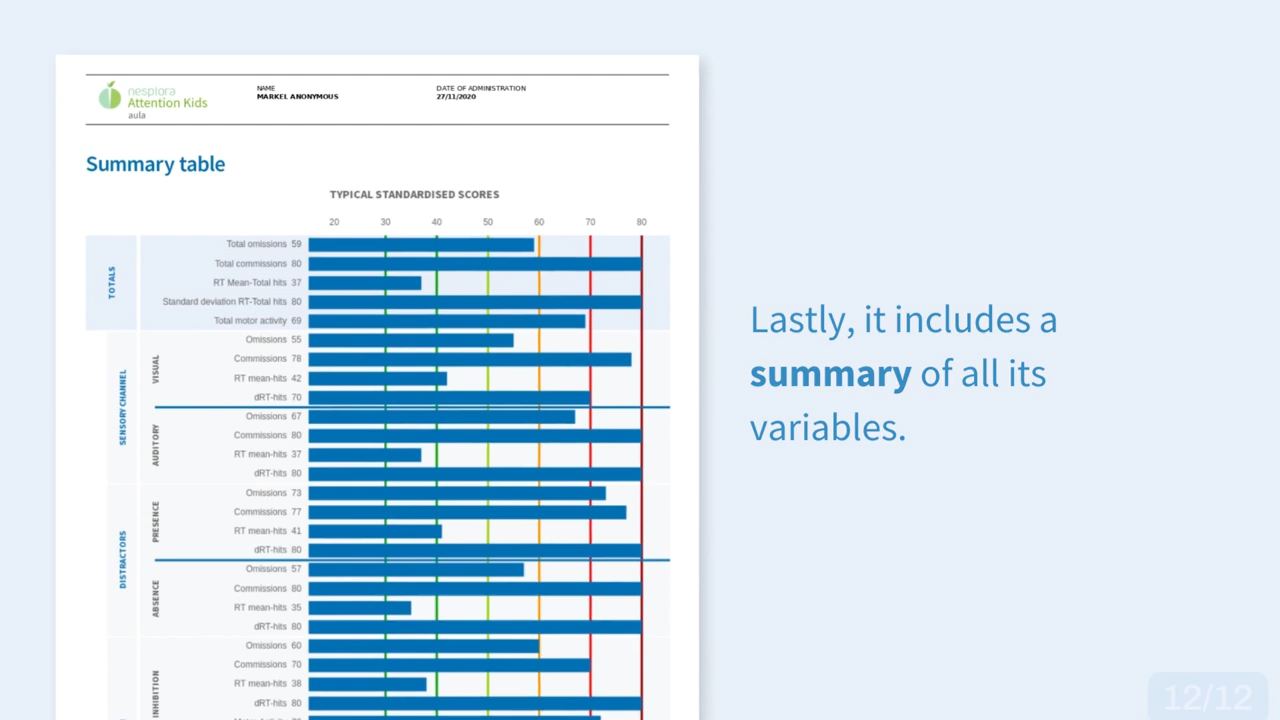 nesplora
Attention Kids
aula
NAME
MARKEL ANONYMOUS
DATE OF ADMINISTRATION
27/11/2020
Summary table
TYPICAL STANDARDISED SCORES
20 30 40 50 60 70 80
TOTALS
Total omissions 59
Total commissions 80
RT Mean-Total hits 37
Standard deviation RT-Total hits 80
Total motor activity 69
SENSORY CHANNEL
VISUAL
Omissions 55
Commissions 78
RT mean-hits 42
dRT-hits 70
AUDITORY
Omissions 67
Commissions 80
RT mean-hits 37
dRT-hits 80
DISTRACTORS
PRESENCE
Omissions 73
Commissions 77
RT mean-hits 41
dRT-hits 80
ABSENCE
Omissions 57
Commissions 80
RT mean-hits 35
dRT-hits 80
INHIBITION
Omissions 60
Commissions 70
RT mean-hits 38
dRT-hits 80
Lastly, it includes a
summary of all its
variables.
12/12